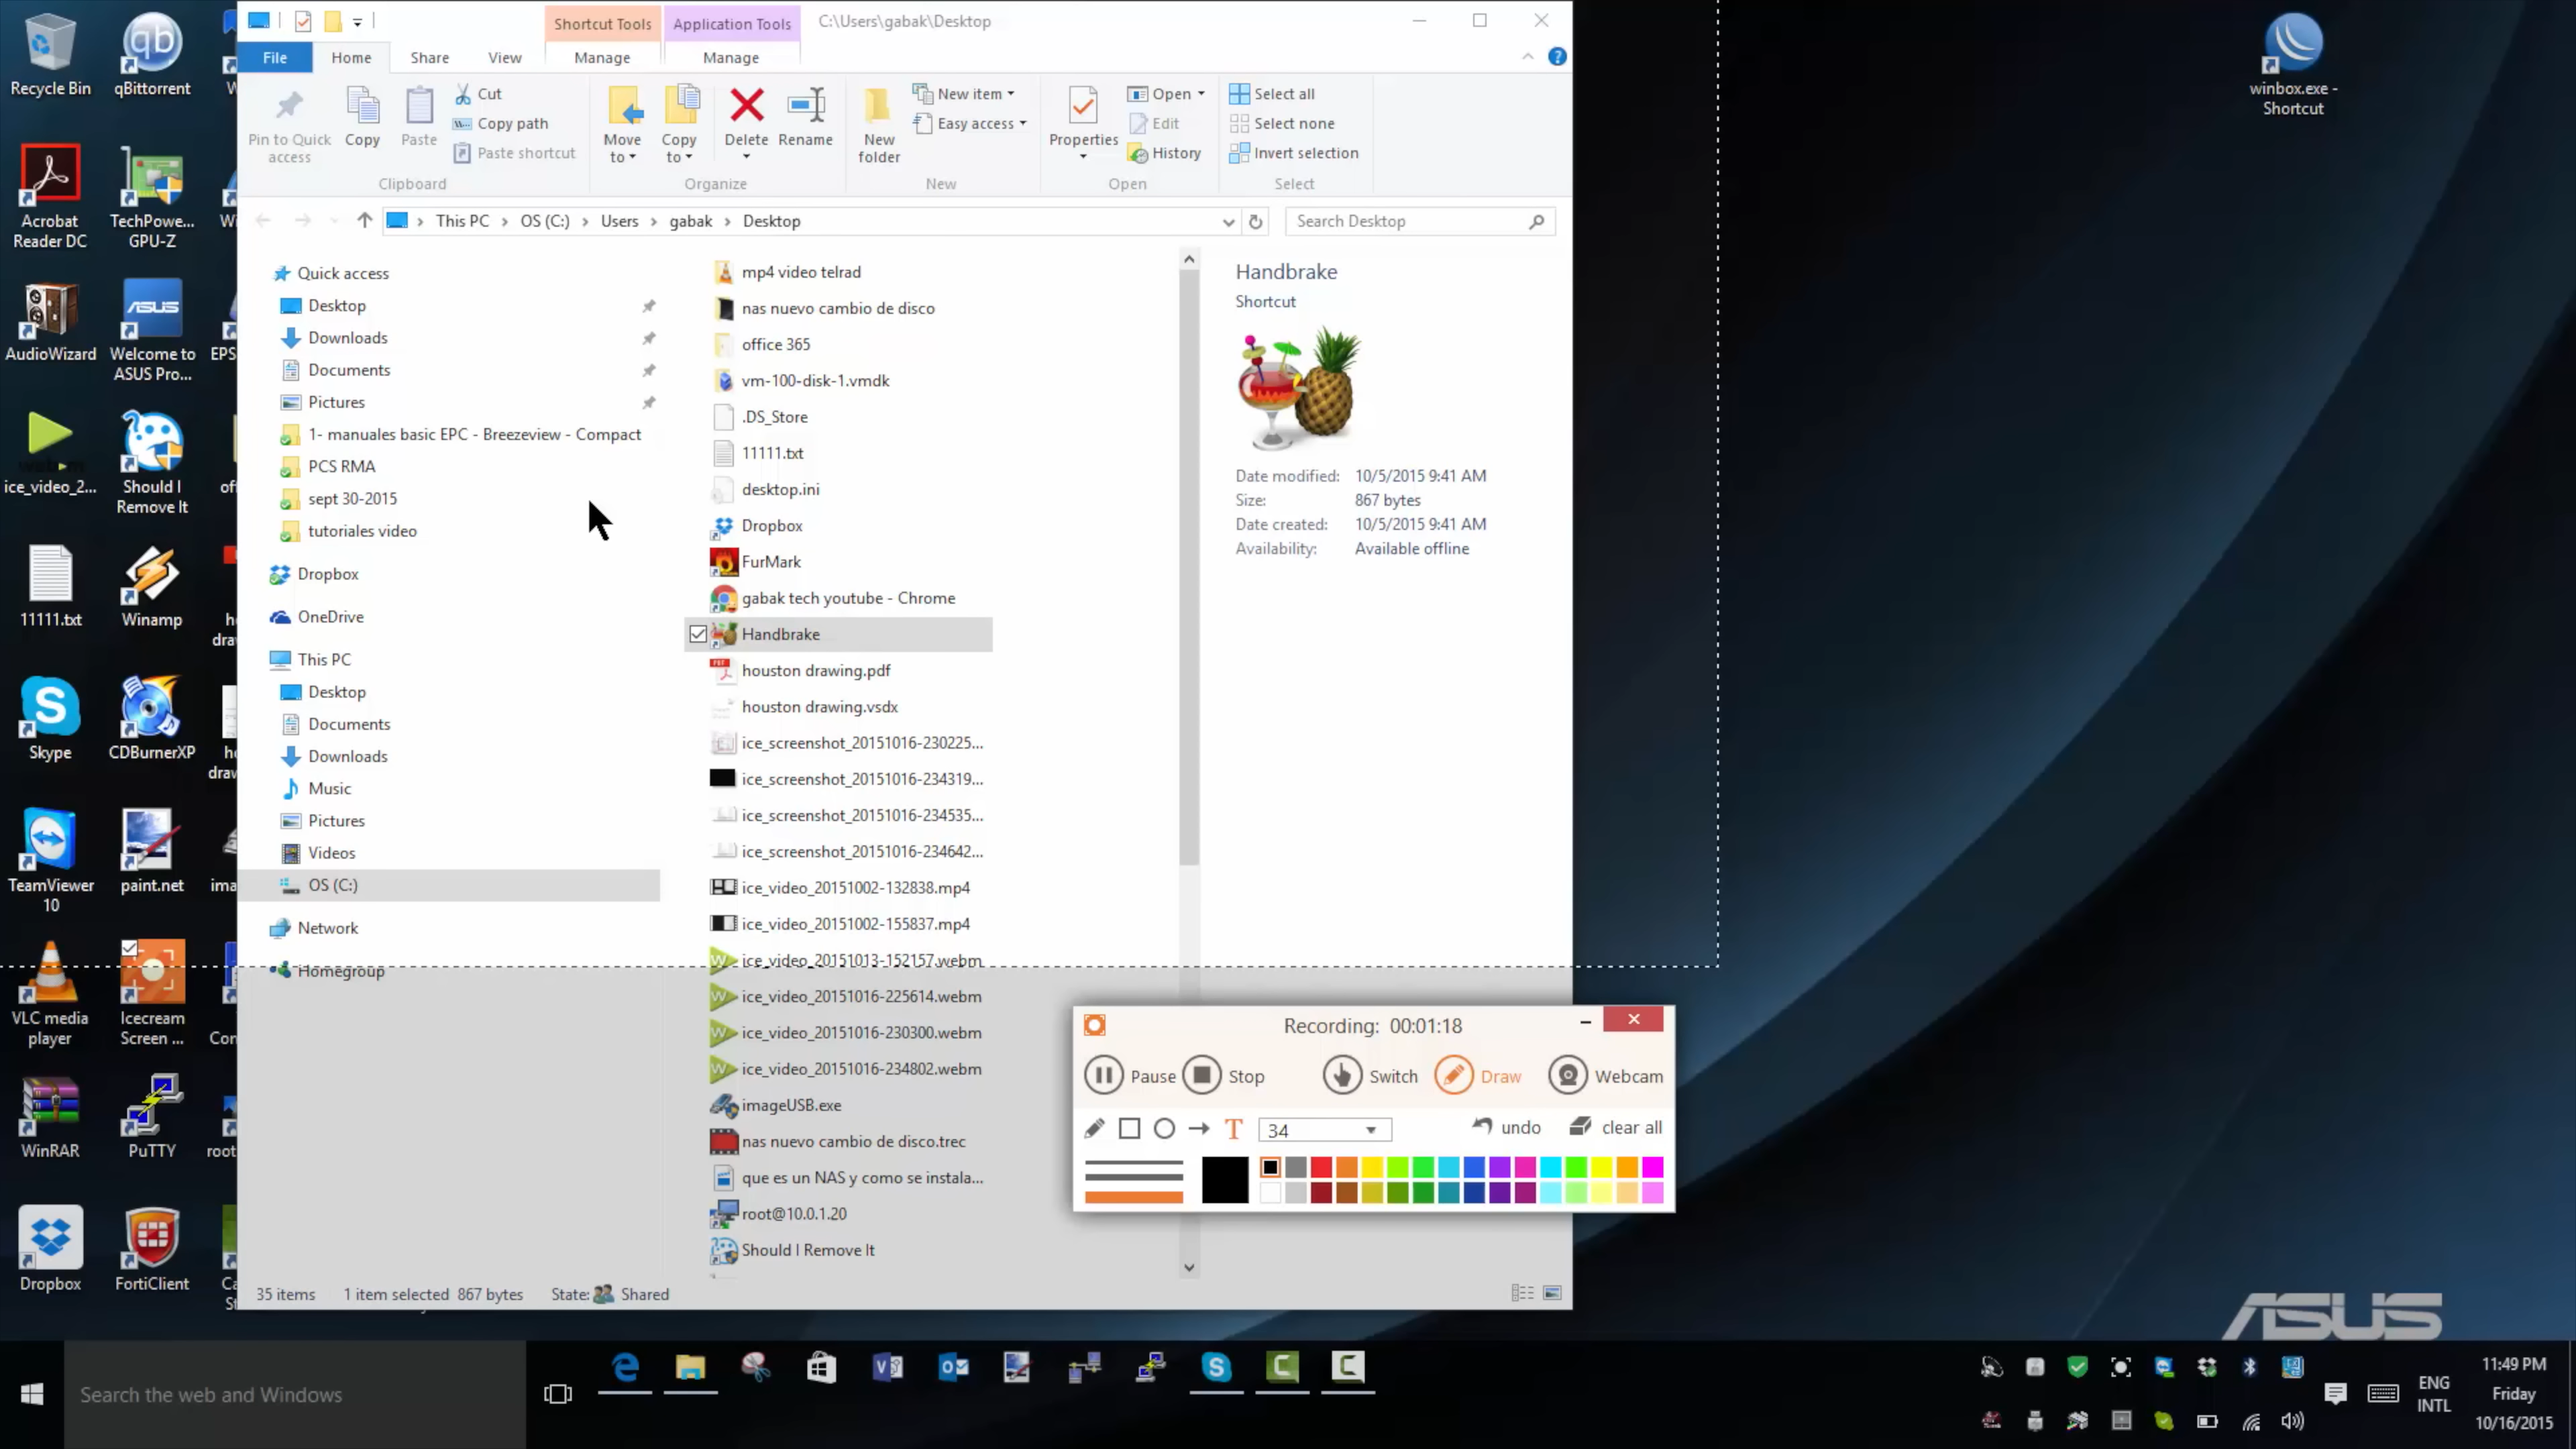 Shortcut Tools
Application Tools
C:\Users\gabak\Desktop
File
Home
Share
View
Manage
Manage
Pin to Quick access
Copy
Paste
Cut
Copy path
Paste shortcut
Clipboard
Move to
Copy to
Delete
Rename
Organize
New folder
New item
Easy access
New
Properties
Open
Edit
History
Open
Select all
Select none
Invert selection
Select
This PC > OS (C:) > Users > gabak > Desktop
Search Desktop
Quick access
Desktop
Downloads
Documents
Pictures
1- manuales basic EPC - Breezeview - Compact
PCS RMA
sept 30-2015
tutoriales video
Dropbox
OneDrive
This PC
Desktop
Documents
Downloads
Music
Pictures
Videos
OS (C:)
Network
Homegroup
mp4 video telrad
nas nuevo cambio de disco
office 365
vm-100-disk-1.vmdk
.DS_Store
11111.txt
desktop.ini
Dropbox
FurMark
gabak tech youtube - Chrome
Handbrake
houston drawing.pdf
houston drawing.vsdx
ice_screenshot_20151016-230225...
ice_screenshot_20151016-234319...
ice_screenshot_20151016-234535...
ice_screenshot_20151016-234642...
ice_video_20151002-132838.mp4
ice_video_20151002-155837.mp4
ice_video_20151013-152157.webm
ice_video_20151016-225614.webm
ice_video_20151016-230300.webm
ice_video_20151016-234802.webm
imageUSB.exe
nas nuevo cambio de disco.trec
que es un NAS y como se instala...
root@10.0.1.20
Should I Remove It
Handbrake
Shortcut
Date modified: 10/5/2015 9:41 AM
Size: 867 bytes
Date created: 10/5/2015 9:41 AM
Availability: Available offline
35 items
1 item selected 867 bytes
State: Shared
Recording: 00:01:18
Pause
Stop
Switch
Draw
Webcam
T
34
undo
clear all
Recycle Bin
qBittorrent
Acrobat Reader DC
TechPowe... GPU-Z
AudioWizard
Welcome to ASUS Pro...
EPS
ice_video_2...
Should I Remove It
11111.txt
Winamp
Skype
CDBurnerXP
TeamViewer 10
paint.net
ima
VLC media player
Icecream Screen ...
WinRAR
PuTTY
root
Dropbox
FortiClient
winbox.exe - Shortcut
ASUS
Search the web and Windows
ENG
INTL
11:49 PM
Friday
10/16/2015